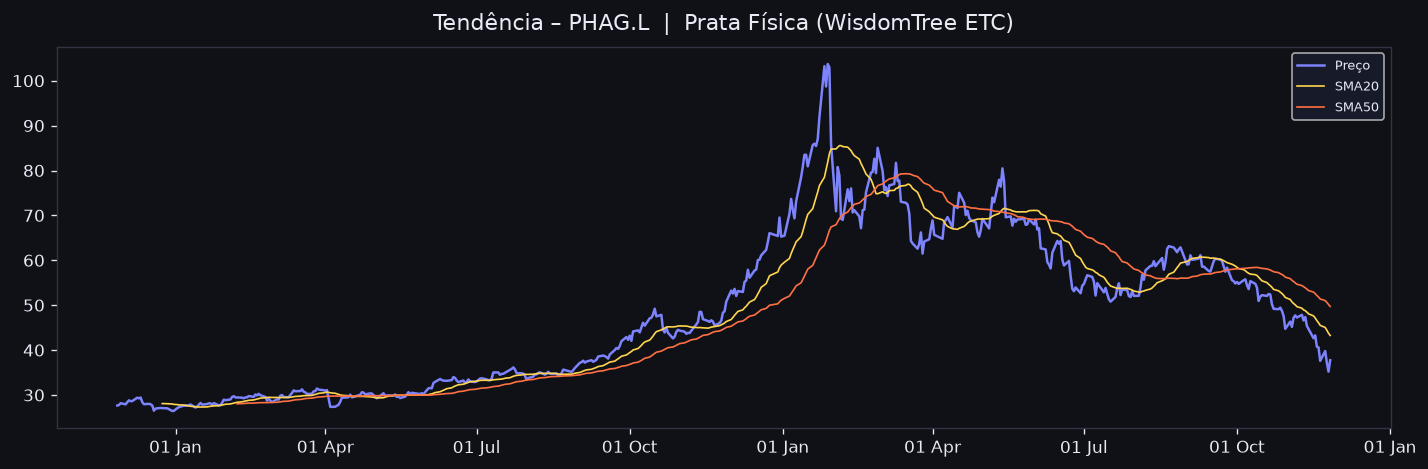 Tendência – PHAG.L | Prata Física (WisdomTree ETC)
Preço
SMA20
SMA50
100
90
80
70
60
50
40
30
01 Jan 01 Apr 01 Jul 01 Oct 01 Jan 01 Apr 01 Jul 01 Oct 01 Jan